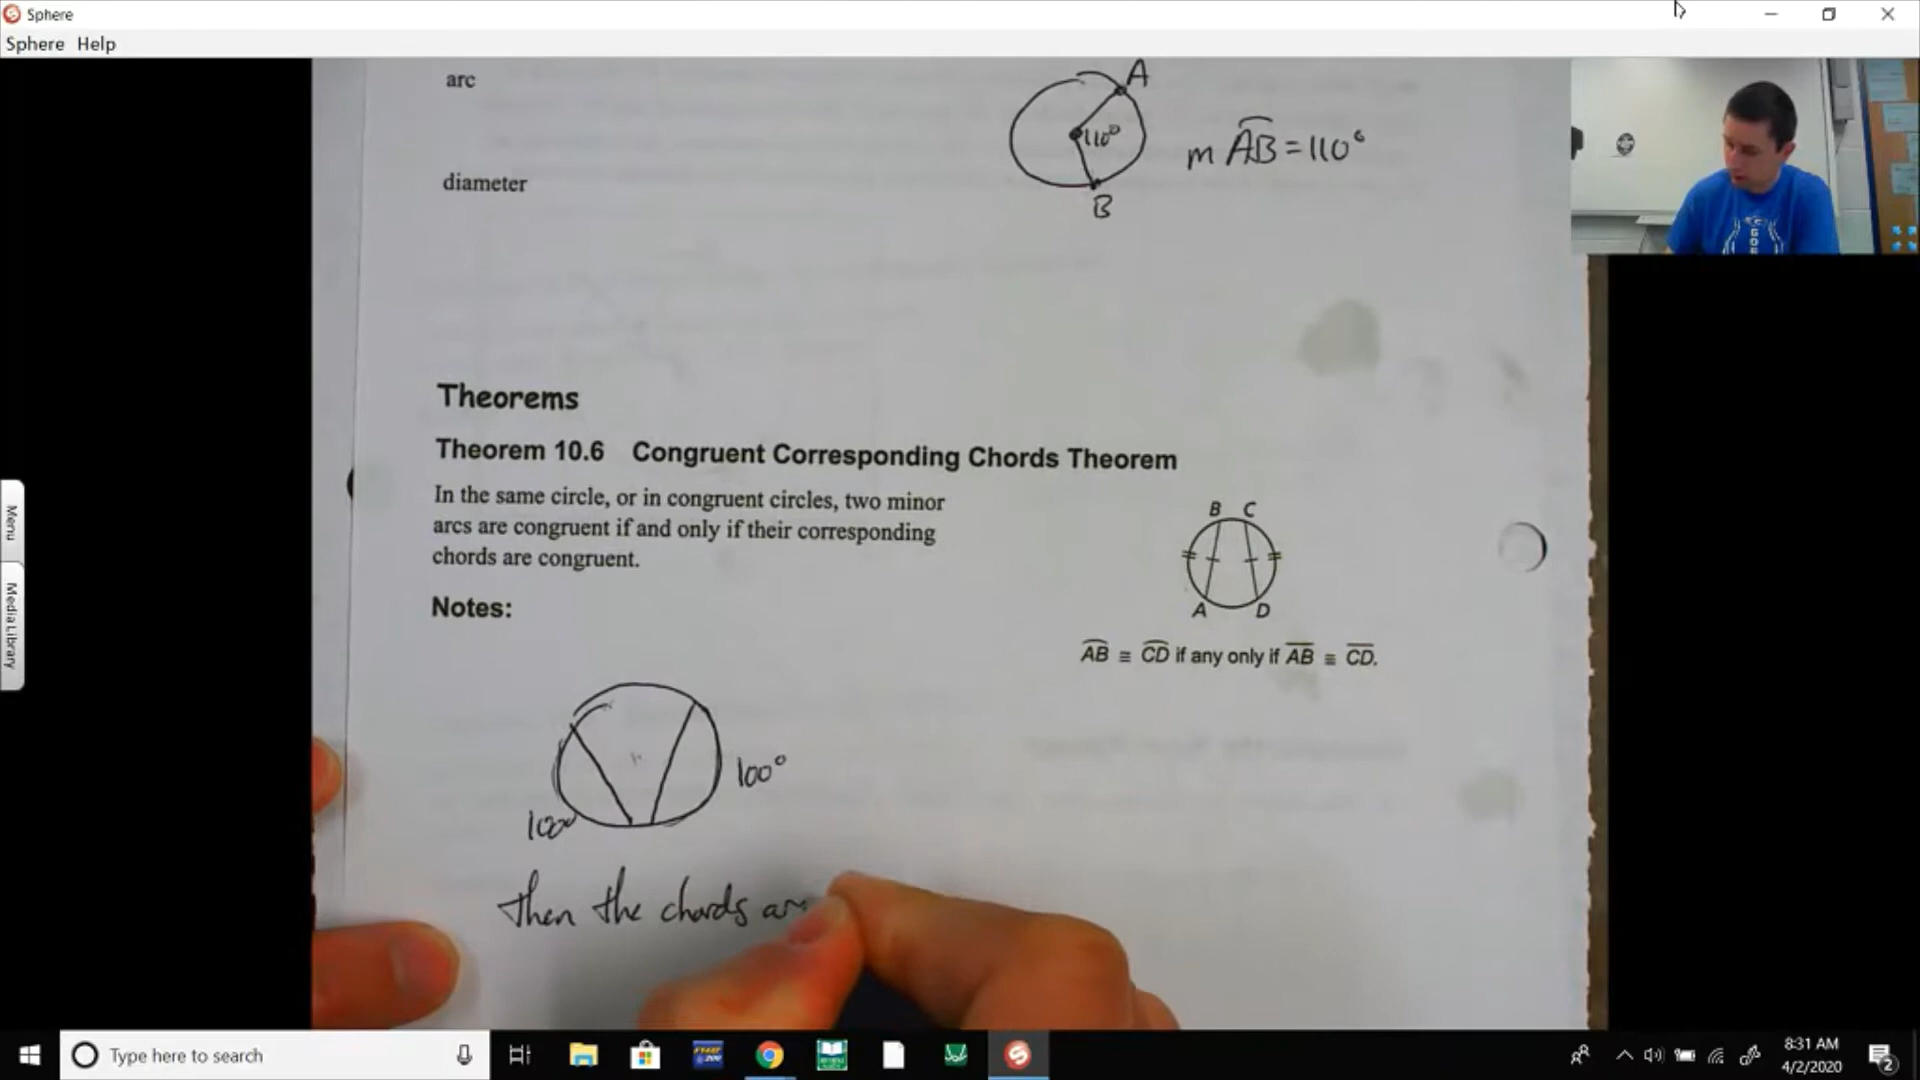 Sphere
Sphere Help
arc
A
110°
m AB = 110°
diameter
B
Theorems
Theorem 10.6 Congruent Corresponding Chords Theorem
In the same circle, or in congruent circles, two minor
arcs are congruent if and only if their corresponding
chords are congruent.
B C
A D
Notes:
AB ≅ CD if any only if AB ≅ CD.
100°
100°
then the chords are
Menu
Media Library
Type here to search
8:31 AM
4/2/2020
2